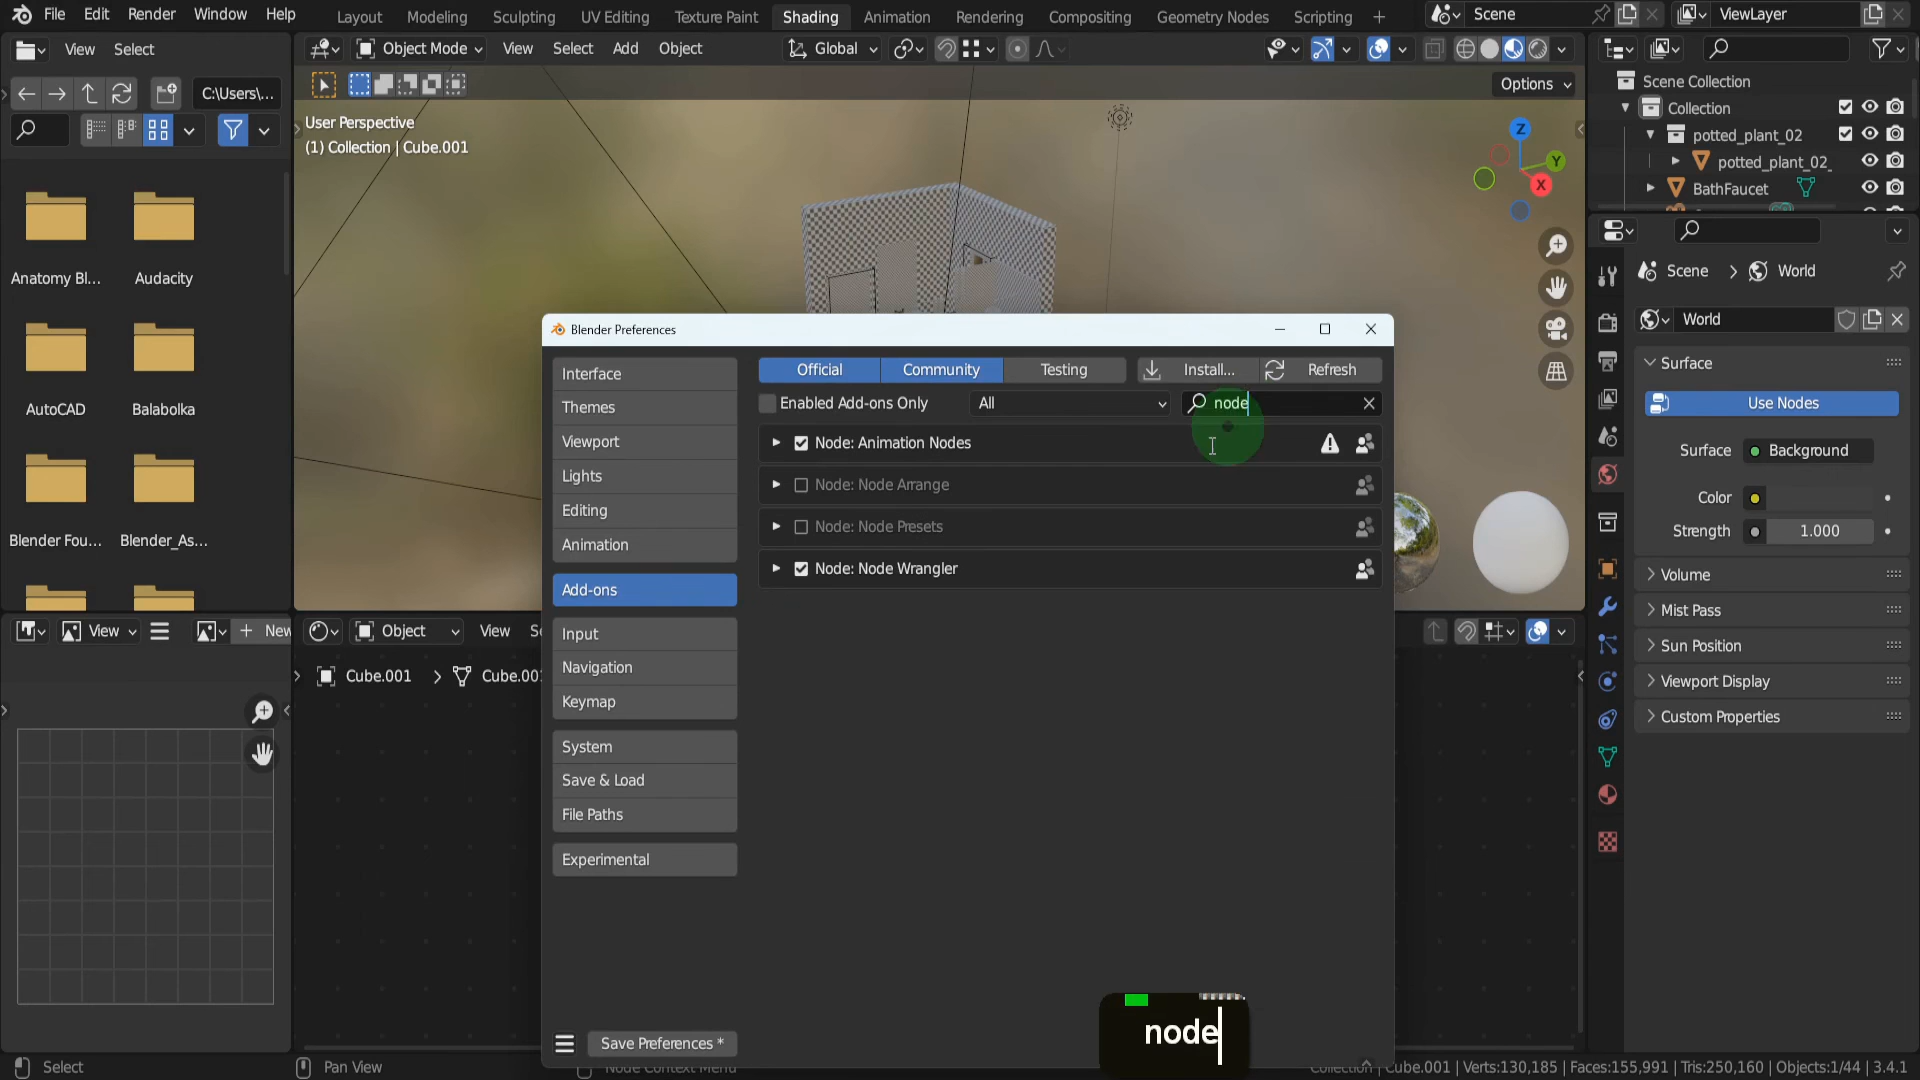 File Edit Render Window Help Layout Modeling Sculpting UV Editing Texture Paint Shading Animation Rendering Compositing Geometry Nodes Scripting Scene ViewLayer
View Select
Object Mode View Select Add Object Global
Options
C:\Users\...
User Perspective
(1) Collection | Cube.001
Z
Y
X
Scene Collection
Collection
potted_plant_02
potted_plant_02_
BathFaucet
Anatomy Bl... Audacity
AutoCAD Balabolka
Blender Fou... Blender_As...
Blender Preferences
Interface
Themes
Viewport
Lights
Editing
Animation
Add-ons
Input
Navigation
Keymap
System
Save & Load
File Paths
Experimental
Save Preferences *
Official Community Testing Install... Refresh
Enabled Add-ons Only All node
Node: Animation Nodes
Node: Node Arrange
Node: Node Presets
Node: Node Wrangler
Scene > World
World
Surface
Use Nodes
Surface Background
Color
Strength 1.000
Volume
Mist Pass
Sun Position
Viewport Display
Custom Properties
View New
Object View
Cube.001 > Cube.00
node
Select Pan View Node Context Menu Collection | Cube.001 | Verts:130,185 | Faces:155,991 | Tris:250,160 | Objects:1/44 | 3.4.1